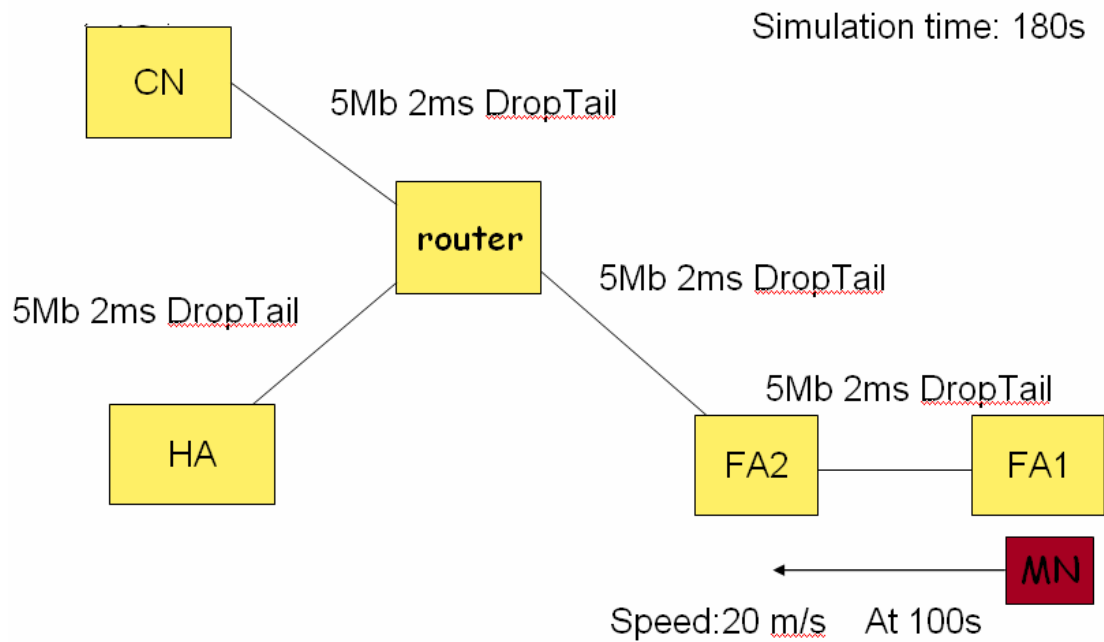 Simulation time: 180s
CN
5Mb 2ms DropTail
router
5Mb 2ms DropTail
5Mb 2ms DropTail
5Mb 2ms DropTail
HA
FA2
FA1
MN
Speed:20 m/s At 100s